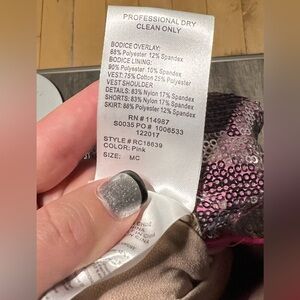 PROFESSIONAL DRY
CLEAN ONLY
BODICE OVERLAY:
88% Polyester 12% Spandex
BODICE LINING:
90% Polyester 10% Spandex
VEST: 75% Cotton 25% Polyester
VEST SHOULDER
DETAILS: 83% Nylon 17% Spandex
SHORTS: 83% Nylon 17% Spandex
SKIRT: 88% Polyester 12% Spandex
RN # 114987
S0035 PO # 1006533
122017
STYLE # RC18639
COLOR: Pink
SIZE: MC